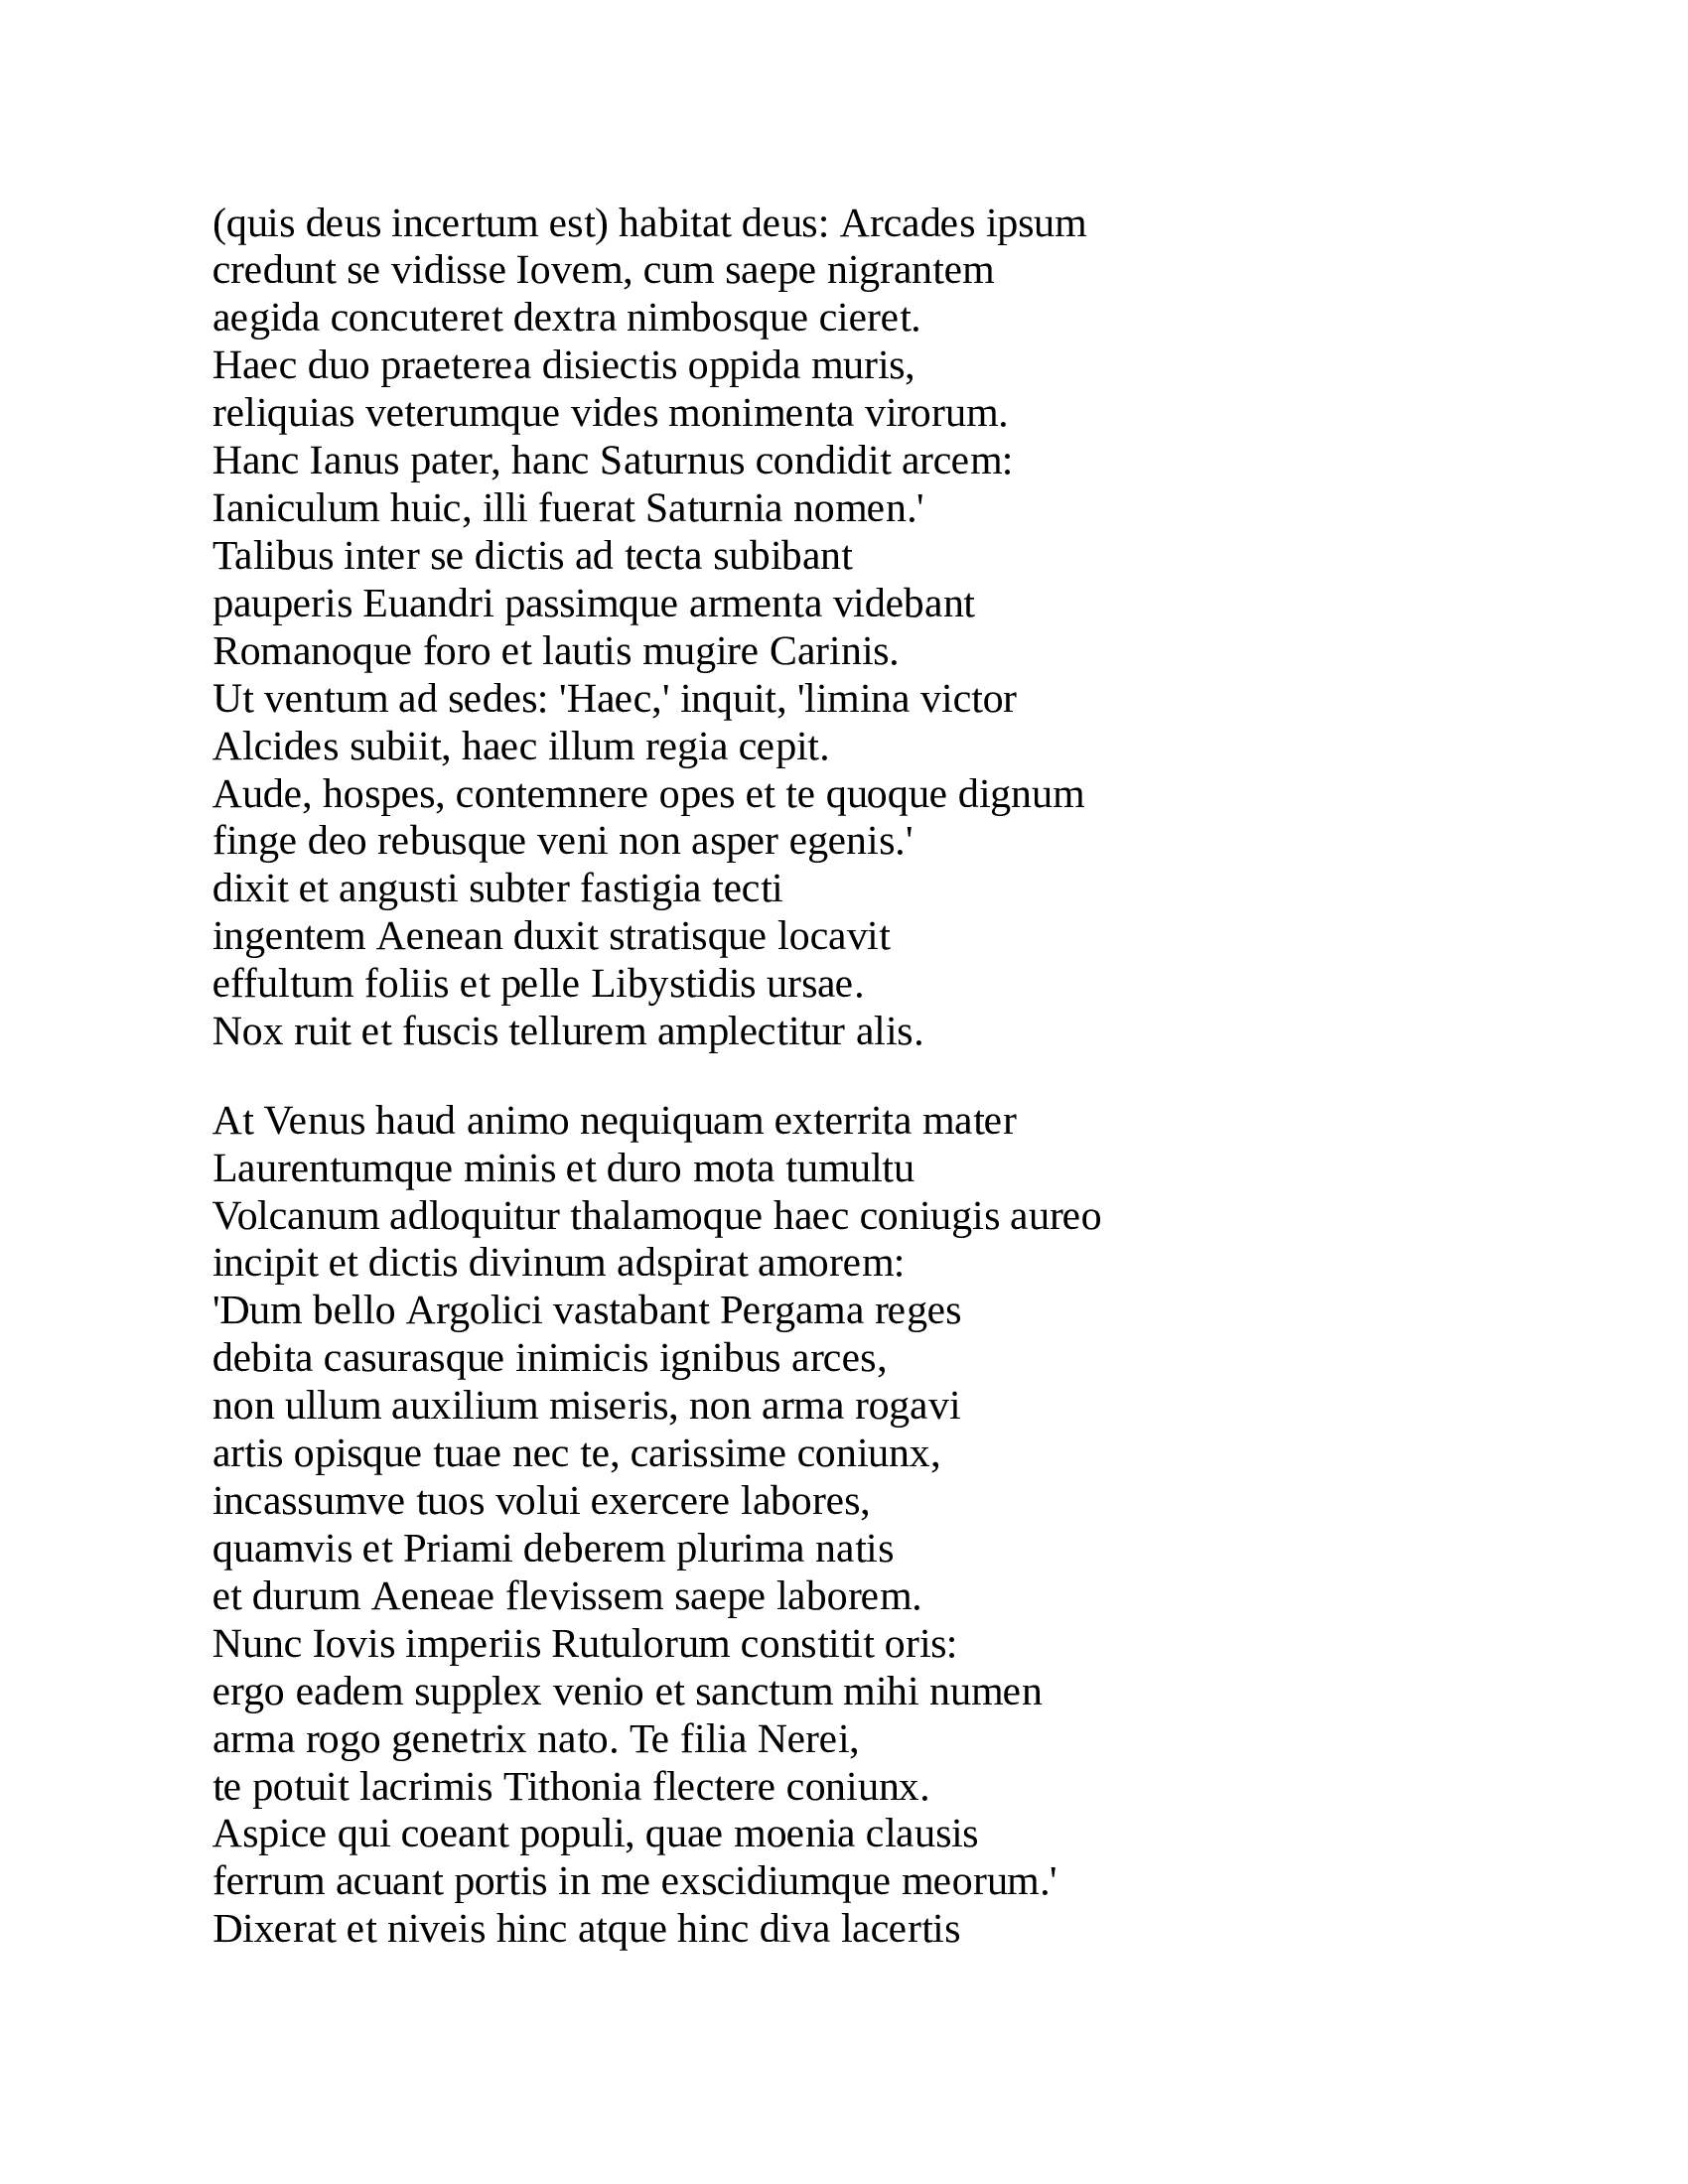 (quis deus incertum est) habitat deus: Arcades ipsum
credunt se vidisse Iovem, cum saepe nigrantem
aegida concuteret dextra nimbosque cieret.
Haec duo praeterea disiectis oppida muris,
reliquias veterumque vides monimenta virorum.
Hanc Ianus pater, hanc Saturnus condidit arcem:
Ianiculum huic, illi fuerat Saturnia nomen.'
Talibus inter se dictis ad tecta subibant
pauperis Euandri passimque armenta videbant
Romanoque foro et lautis mugire Carinis.
Ut ventum ad sedes: 'Haec,' inquit, 'limina victor
Alcides subiit, haec illum regia cepit.
Aude, hospes, contemnere opes et te quoque dignum
finge deo rebusque veni non asper egenis.'
dixit et angusti subter fastigia tecti
ingentem Aenean duxit stratisque locavit
effultum foliis et pelle Libystidis ursae.
Nox ruit et fuscis tellurem amplectitur alis.

At Venus haud animo nequiquam exterrita mater
Laurentumque minis et duro mota tumultu
Volcanum adloquitur thalamoque haec coniugis aureo
incipit et dictis divinum adspirat amorem:
'Dum bello Argolici vastabant Pergama reges
debita casurasque inimicis ignibus arces,
non ullum auxilium miseris, non arma rogavi
artis opisque tuae nec te, carissime coniunx,
incassumve tuos volui exercere labores,
quamvis et Priami deberem plurima natis
et durum Aeneae flevissem saepe laborem.
Nunc Iovis imperiis Rutulorum constitit oris:
ergo eadem supplex venio et sanctum mihi numen
arma rogo genetrix nato. Te filia Nerei,
te potuit lacrimis Tithonia flectere coniunx.
Aspice qui coeant populi, quae moenia clausis
ferrum acuant portis in me exscidiumque meorum.'
Dixerat et niveis hinc atque hinc diva lacertis